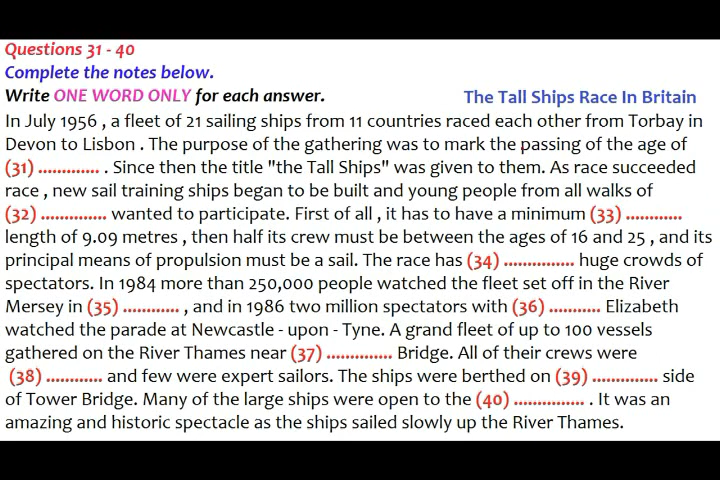 Questions 31 - 40
Complete the notes below.
Write ONE WORD ONLY for each answer.
The Tall Ships Race In Britain
In July 1956 , a fleet of 21 sailing ships from 11 countries raced each other from Torbay in
Devon to Lisbon . The purpose of the gathering was to mark the passing of the age of
(31) ............. . Since then the title "the Tall Ships" was given to them. As race succeeded
race , new sail training ships began to be built and young people from all walks of
(32) .............. wanted to participate. First of all , it has to have a minimum (33) ............
length of 9.09 metres , then half its crew must be between the ages of 16 and 25 , and its
principal means of propulsion must be a sail. The race has (34) ............... huge crowds of
spectators. In 1984 more than 250,000 people watched the fleet set off in the River
Mersey in (35) ............ , and in 1986 two million spectators with (36) ........... Elizabeth
watched the parade at Newcastle - upon - Tyne. A grand fleet of up to 100 vessels
gathered on the River Thames near (37) .............. Bridge. All of their crews were
(38) ............ and few were expert sailors. The ships were berthed on (39) .............. side
of Tower Bridge. Many of the large ships were open to the (40) ............... . It was an
amazing and historic spectacle as the ships sailed slowly up the River Thames.